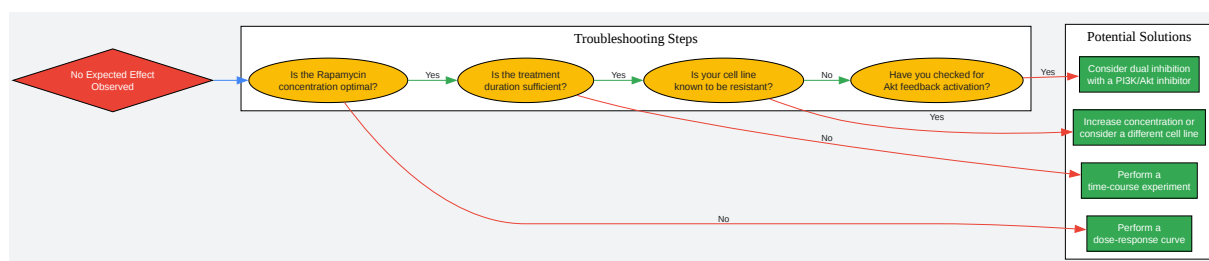 Troubleshooting Steps
Potential Solutions
No Expected Effect
Observed
Is the Rapamycin
concentration optimal?
Yes
Is the treatment
duration sufficient?
Yes
Is your cell line
known to be resistant?
No
Have you checked for
Akt feedback activation?
Yes
Consider dual inhibition
with a PI3K/Akt inhibitor
Yes
Increase concentration or
consider a different cell line
No
Perform a
time-course experiment
No
Perform a
dose-response curve